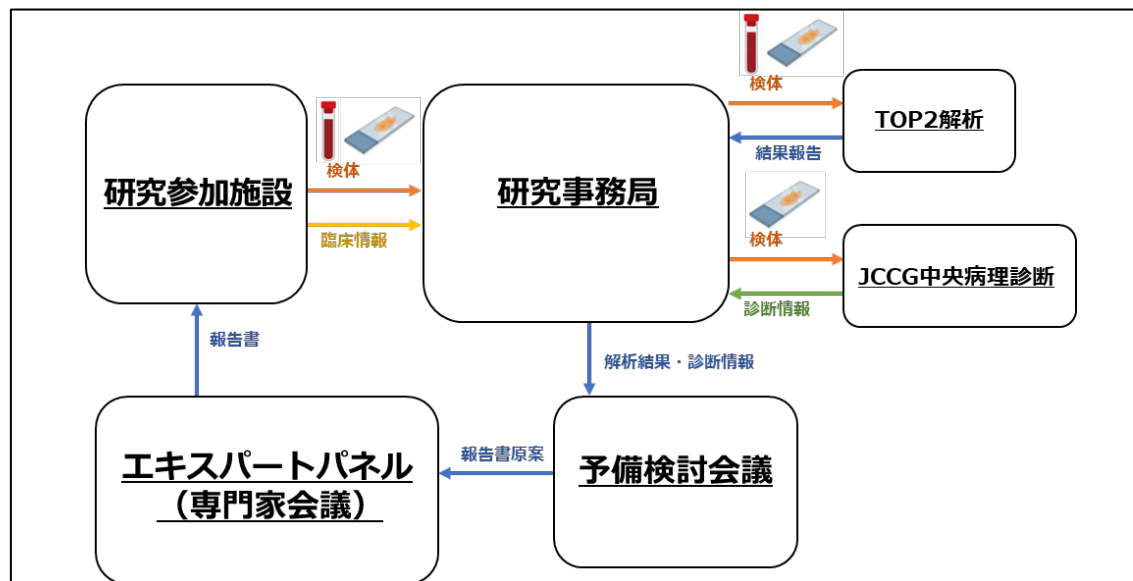 検体
TOP2解析
結果報告
研究参加施設
検体
臨床情報
研究事務局
検体
JCCG中央病理診断
診断情報
報告書
解析結果・診断情報
エキスパートパネル
（専門家会議）
報告書原案
予備検討会議